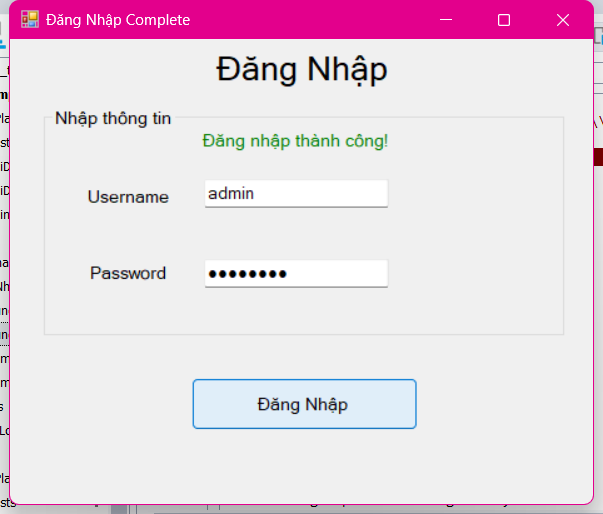 Đăng Nhập Complete
Đăng Nhập
Nhập thông tin
Đăng nhập thành công!
Username
admin
Password
Đăng Nhập